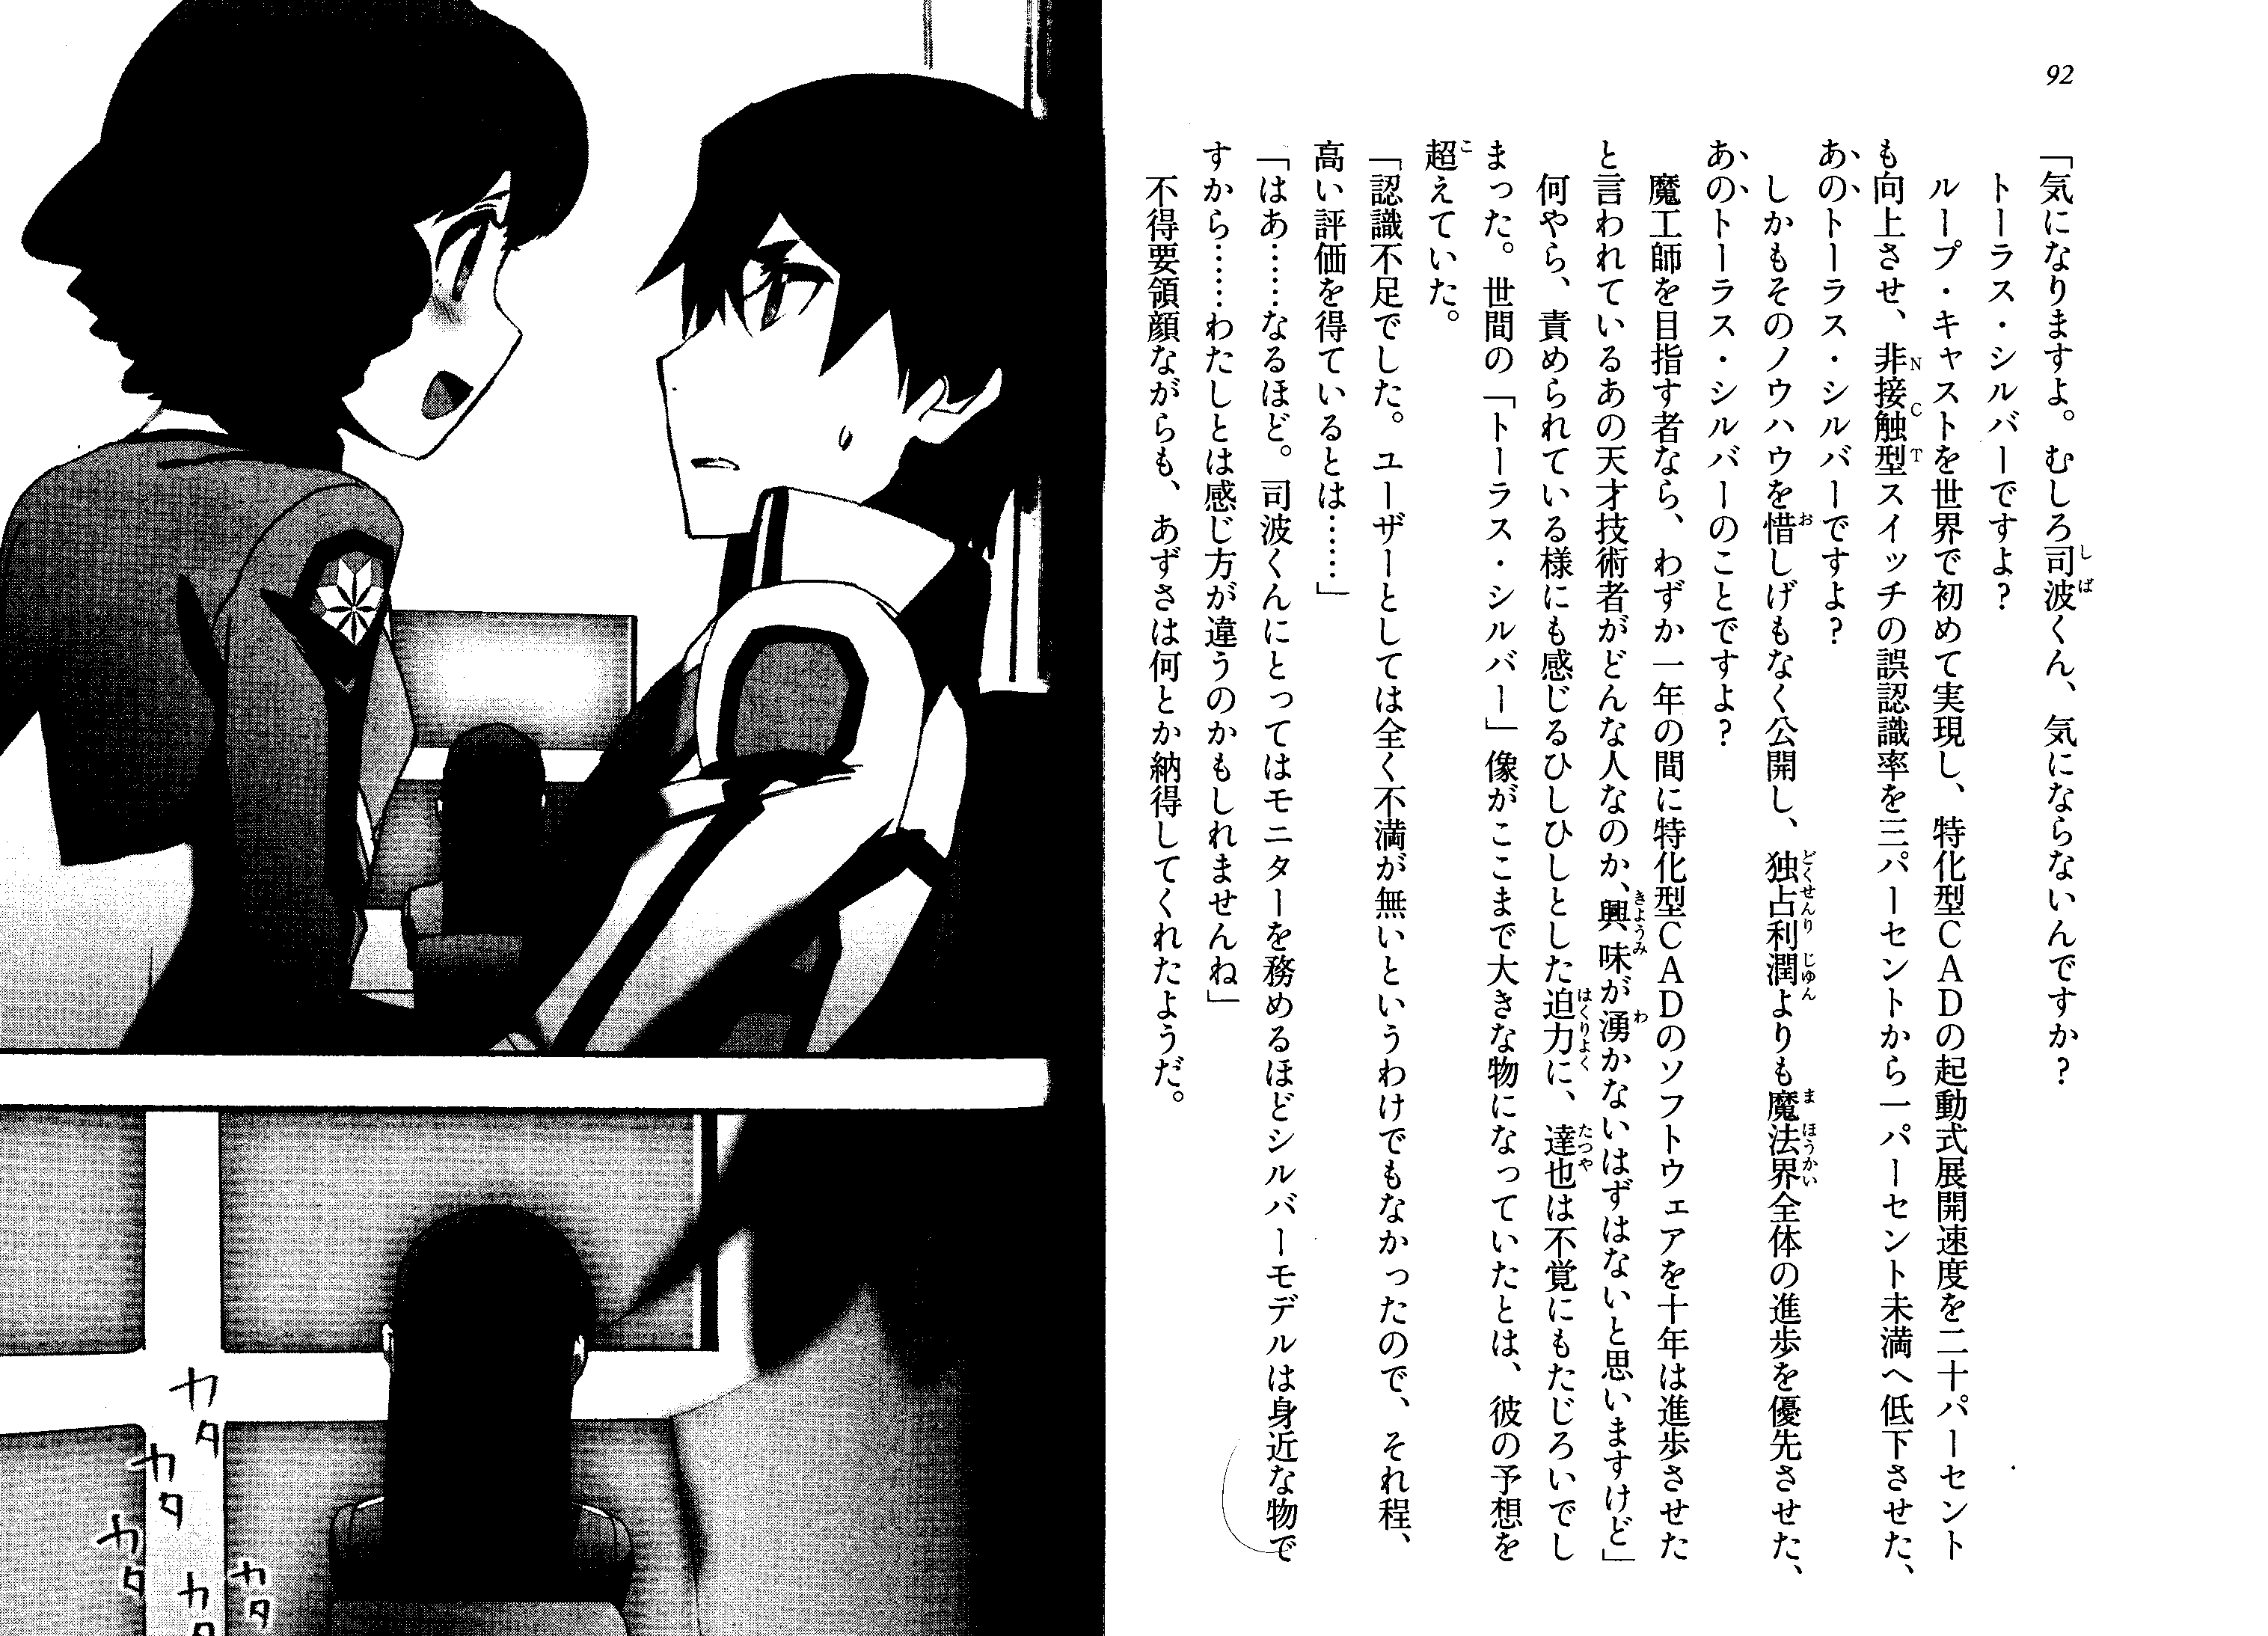 92
「気になりますよ。むしろ司波くん、気にならないんですか?
トーラス・シルバーですよ?
ループ・キャストを世界で初めて実現し、特化型CADの起動式展開速度を二十パーセント
も向上させ、非接触型スイッチの誤認識率を三パーセントから一パーセント未満へ低下させた、
あのトーラス・シルバーですよ?
しかもそのノウハウを惜しげもなく公開し、独占利潤よりも魔法界全体の進歩を優先させた、
あのトーラス・シルバーのことですよ?
魔工師を目指す者なら、わずか一年の間に特化型CADのソフトウェアを十年は進歩させた
と言われているあの天才技術者がどんな人なのか、興味が湧かないはずはないと思いますけど」
何やら、責められている様にも感じるひしひしとした迫力に、達也は不覚にもたじろいでし
まった。世間の「トーラス・シルバー」像がここまで大きな物になっていたとは、彼の予想を
超えていた。
「認識不足でした。ユーザーとしては全く不満が無いというわけでもなかったので、それ程、
高い評価を得ているとは……」
「はあ……なるほど。司波くんにとってはモニターを務めるほどシルバーモデルは身近な物で
すから……わたしとは感じ方が違うのかもしれませんね」
不得要領顔ながらも、あずさは何とか納得してくれたようだ。
カタ
カタ
カタ
カタ
カタ